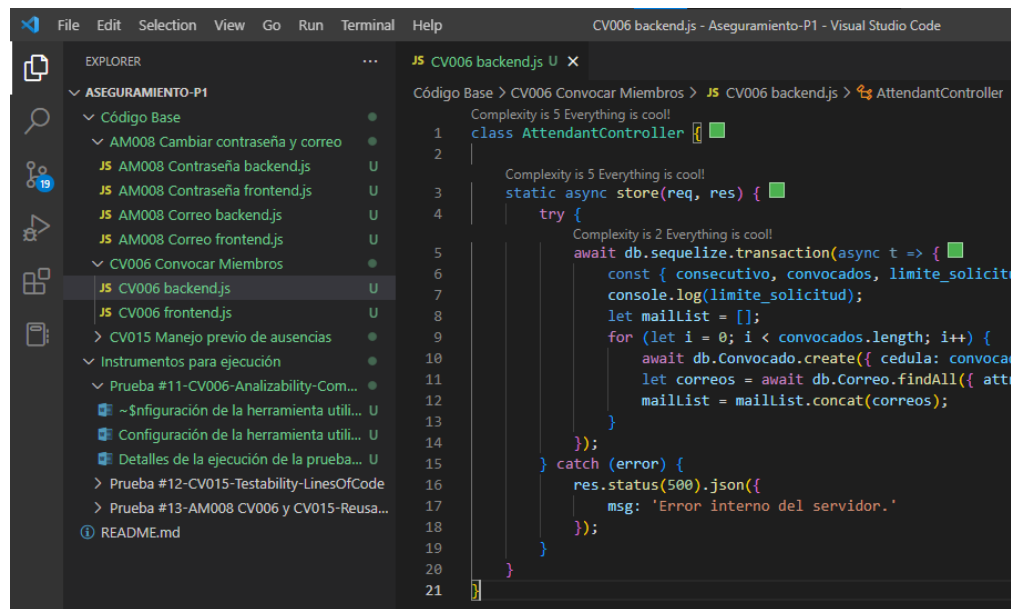 File Edit Selection View Go Run Terminal Help CV006 backend.js - Aseguramiento-P1 - Visual Studio Code
EXPLORER ...
ASEGURAMIENTO-P1
Código Base
AM008 Cambiar contraseña y correo
JS AM008 Contraseña backend.js U
JS AM008 Contraseña frontend.js U
JS AM008 Correo backend.js U
JS AM008 Correo frontend.js U
CV006 Convocar Miembros
JS CV006 backend.js U
JS CV006 frontend.js U
> CV015 Manejo previo de ausencias
Instrumentos para ejecución
Prueba #11-CV006-Analizability-Com...
~$nfiguración de la herramienta utili... U
Configuración de la herramienta utili... U
Detalles de la ejecución de la prueba... U
> Prueba #12-CV015-Testability-LinesOfCode
> Prueba #13-AM008 CV006 y CV015-Reusa...
README.md
19
JS CV006 backend.js U X
Código Base > CV006 Convocar Miembros > JS CV006 backend.js > AttendantController
Complexity is 5 Everything is cool!
1 class AttendantController {
2
Complexity is 5 Everything is cool!
3 static async store(req, res) {
4 try {
Complexity is 2 Everything is cool!
5 await db.sequelize.transaction(async t => {
6 const { consecutivo, convocados, limite_solicitu
7 console.log(limite_solicitud);
8 let mailList = [];
9 for (let i = 0; i < convocados.length; i++) {
10 await db.Convocado.create({ cedula: convocad
11 let correos = await db.Correo.findAll({ attr
12 mailList = mailList.concat(correos);
13 }
14 });
15 } catch (error) {
16 res.status(500).json({
17 msg: 'Error interno del servidor.'
18 });
19 }
20 }
21 }